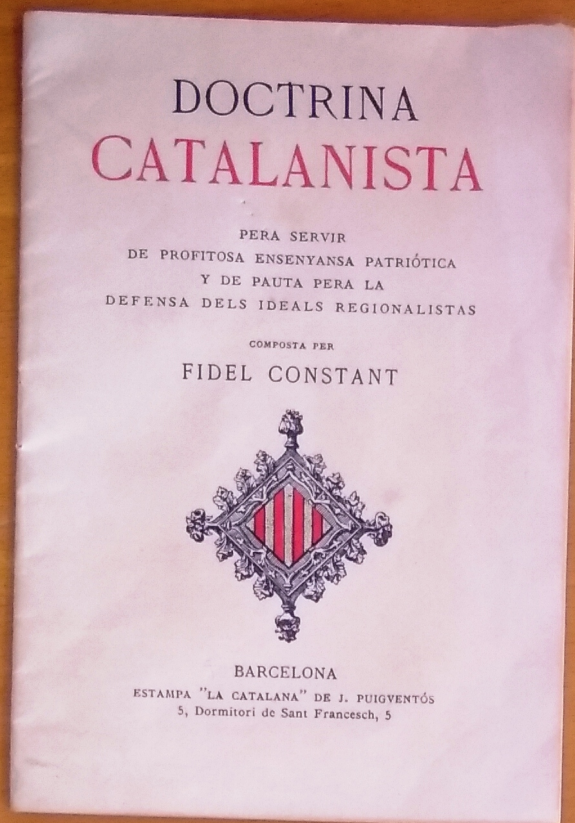 DOCTRINA
CATALANISTA
PERA SERVIR
DE PROFITOSA ENSENYANSA PATRIÓTICA
Y DE PAUTA PERA LA
DEFENSA DELS IDEALS REGIONALISTAS
COMPOSTA PER
FIDEL CONSTANT
BARCELONA
ESTAMPA "LA CATALANA" DE J. PUIGVENTÓS
5, Dormitori de Sant Francesch, 5